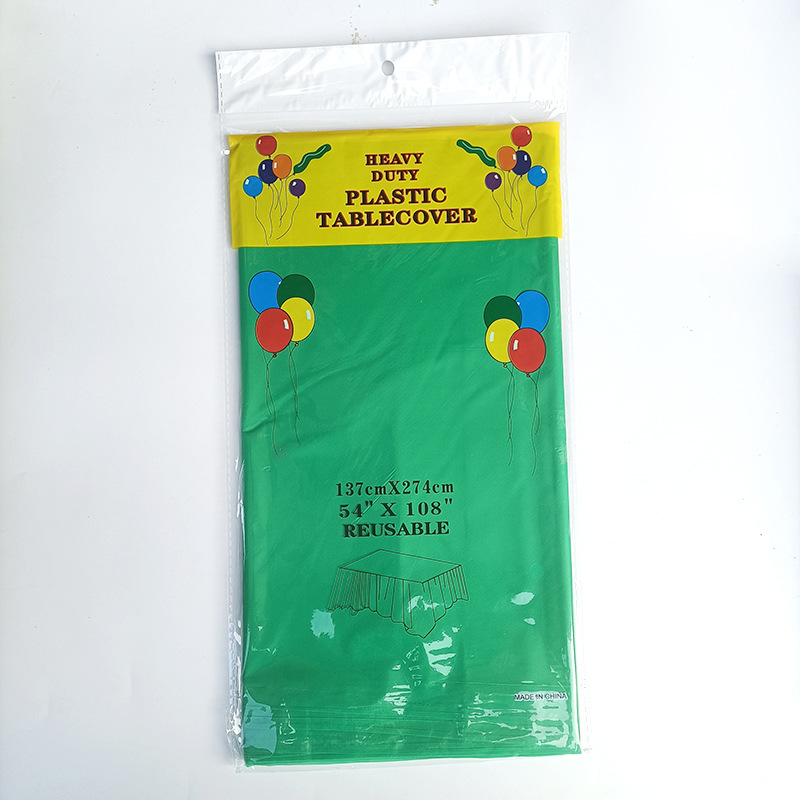 HEAVY
DUTY
PLASTIC
TABLECOVER
137cmX274cm
54" X 108"
REUSABLE
MADE IN CHINA